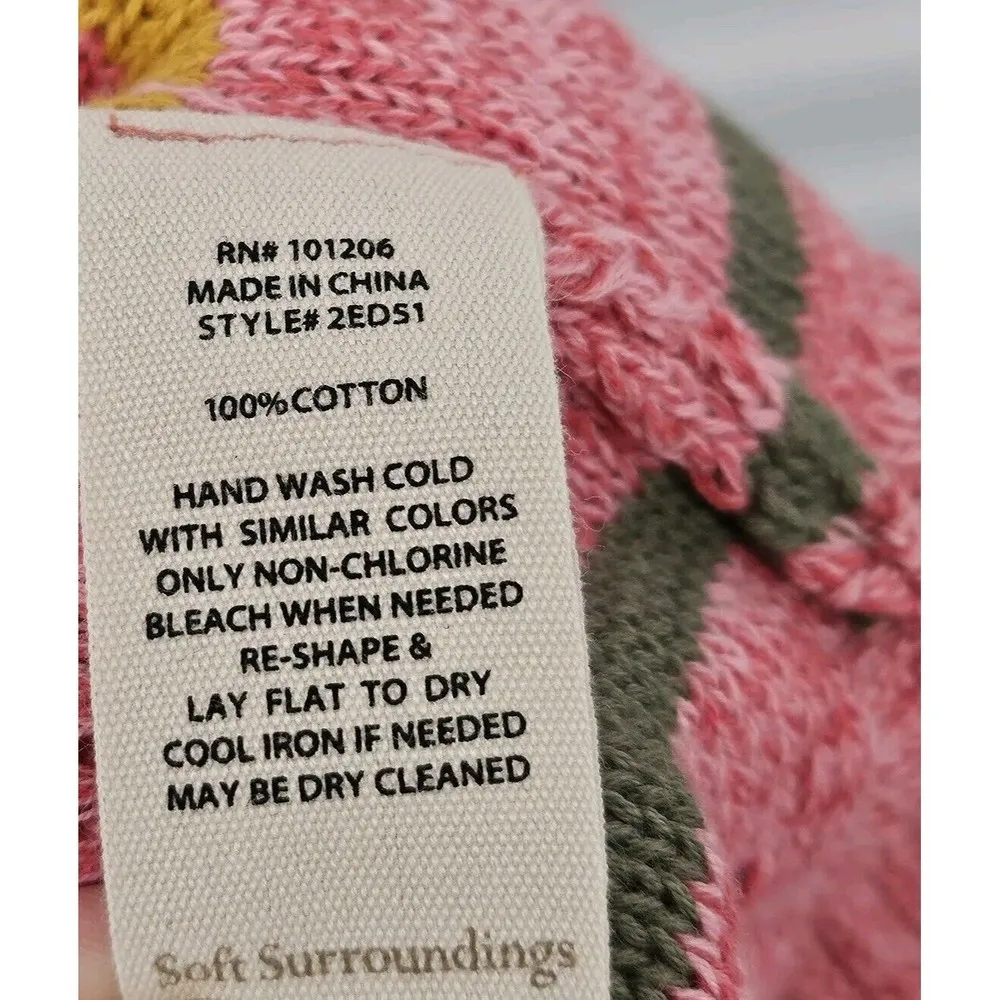 RN# 101206
MADE IN CHINA
STYLE# 2EDS1
100% COTTON
HAND WASH COLD
WITH SIMILAR COLORS
ONLY NON-CHLORINE
BLEACH WHEN NEEDED
RE-SHAPE &
LAY FLAT TO DRY
COOL IRON IF NEEDED
MAY BE DRY CLEANED
Soft Surroundings